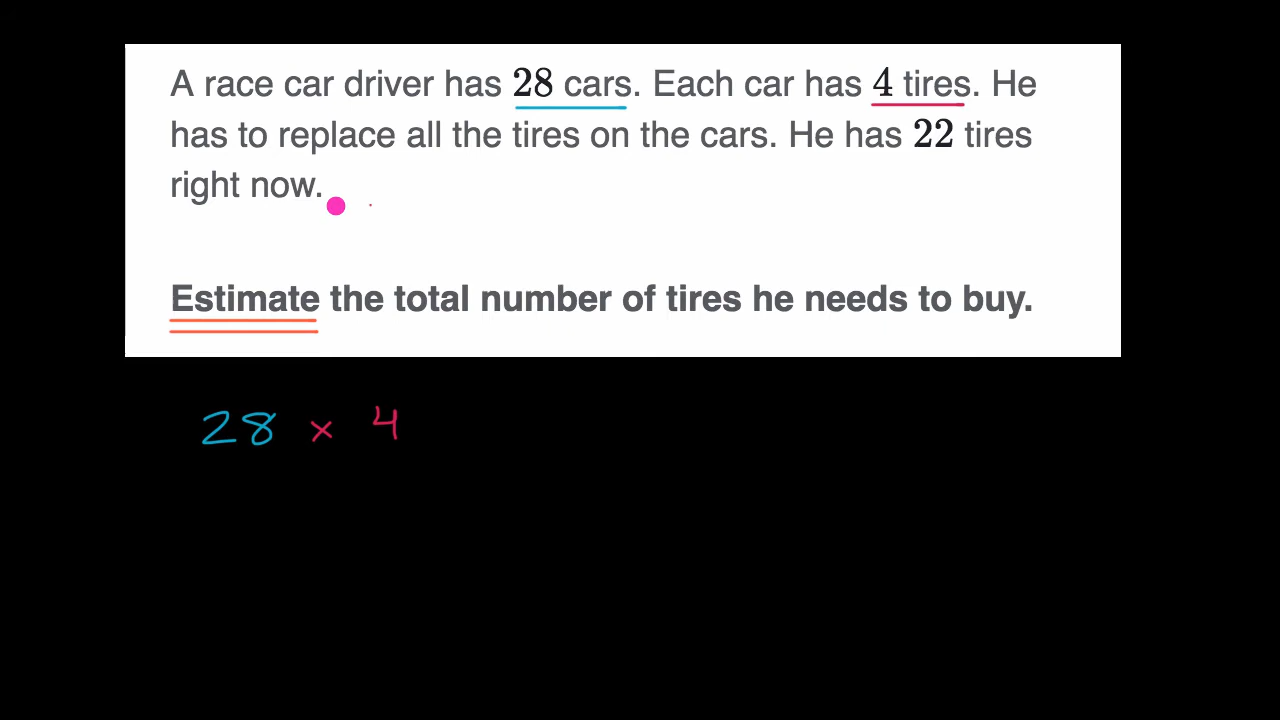 A race car driver has 28 cars. Each car has 4 tires. He
has to replace all the tires on the cars. He has 22 tires
right now.
Estimate the total number of tires he needs to buy.
28 × 4